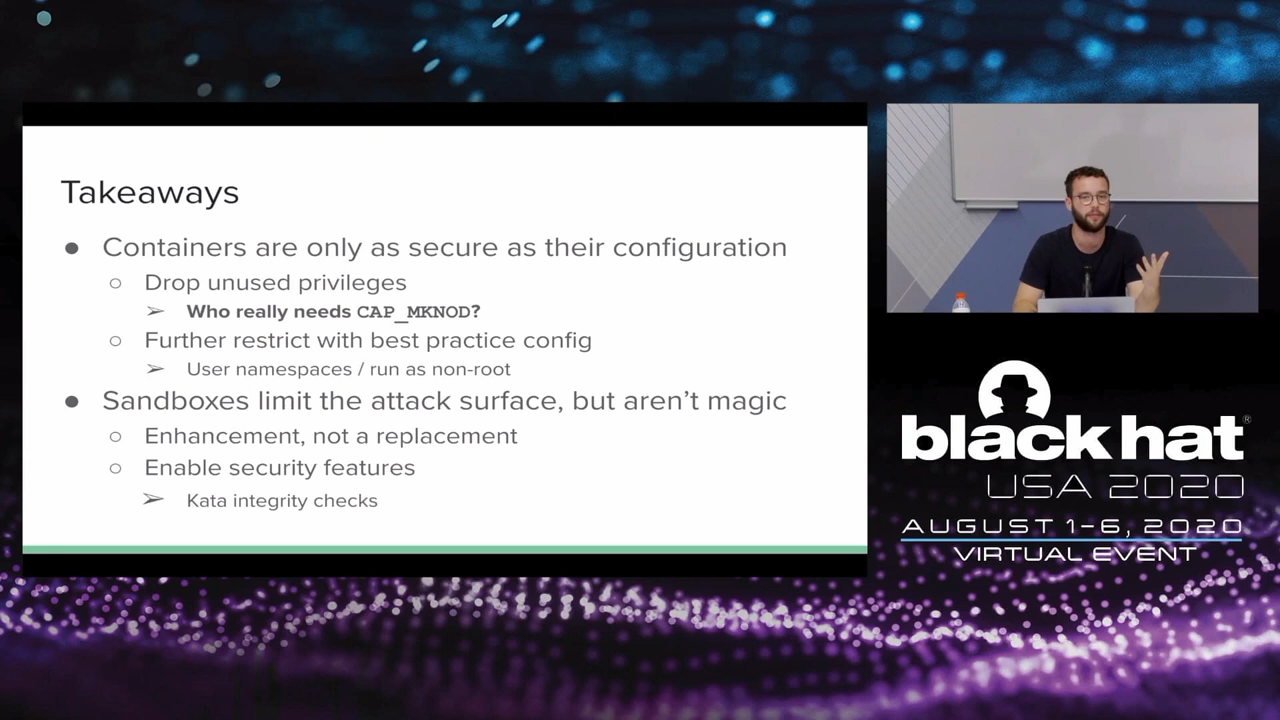 Takeaways
● Containers are only as secure as their configuration
○ Drop unused privileges
➢ Who really needs CAP_MKNOD?
○ Further restrict with best practice config
➢ User namespaces / run as non-root
● Sandboxes limit the attack surface, but aren’t magic
○ Enhancement, not a replacement
○ Enable security features
➢ Kata integrity checks
black hat®
USA 2020
AUGUST 1-6, 2020
VIRTUAL EVENT